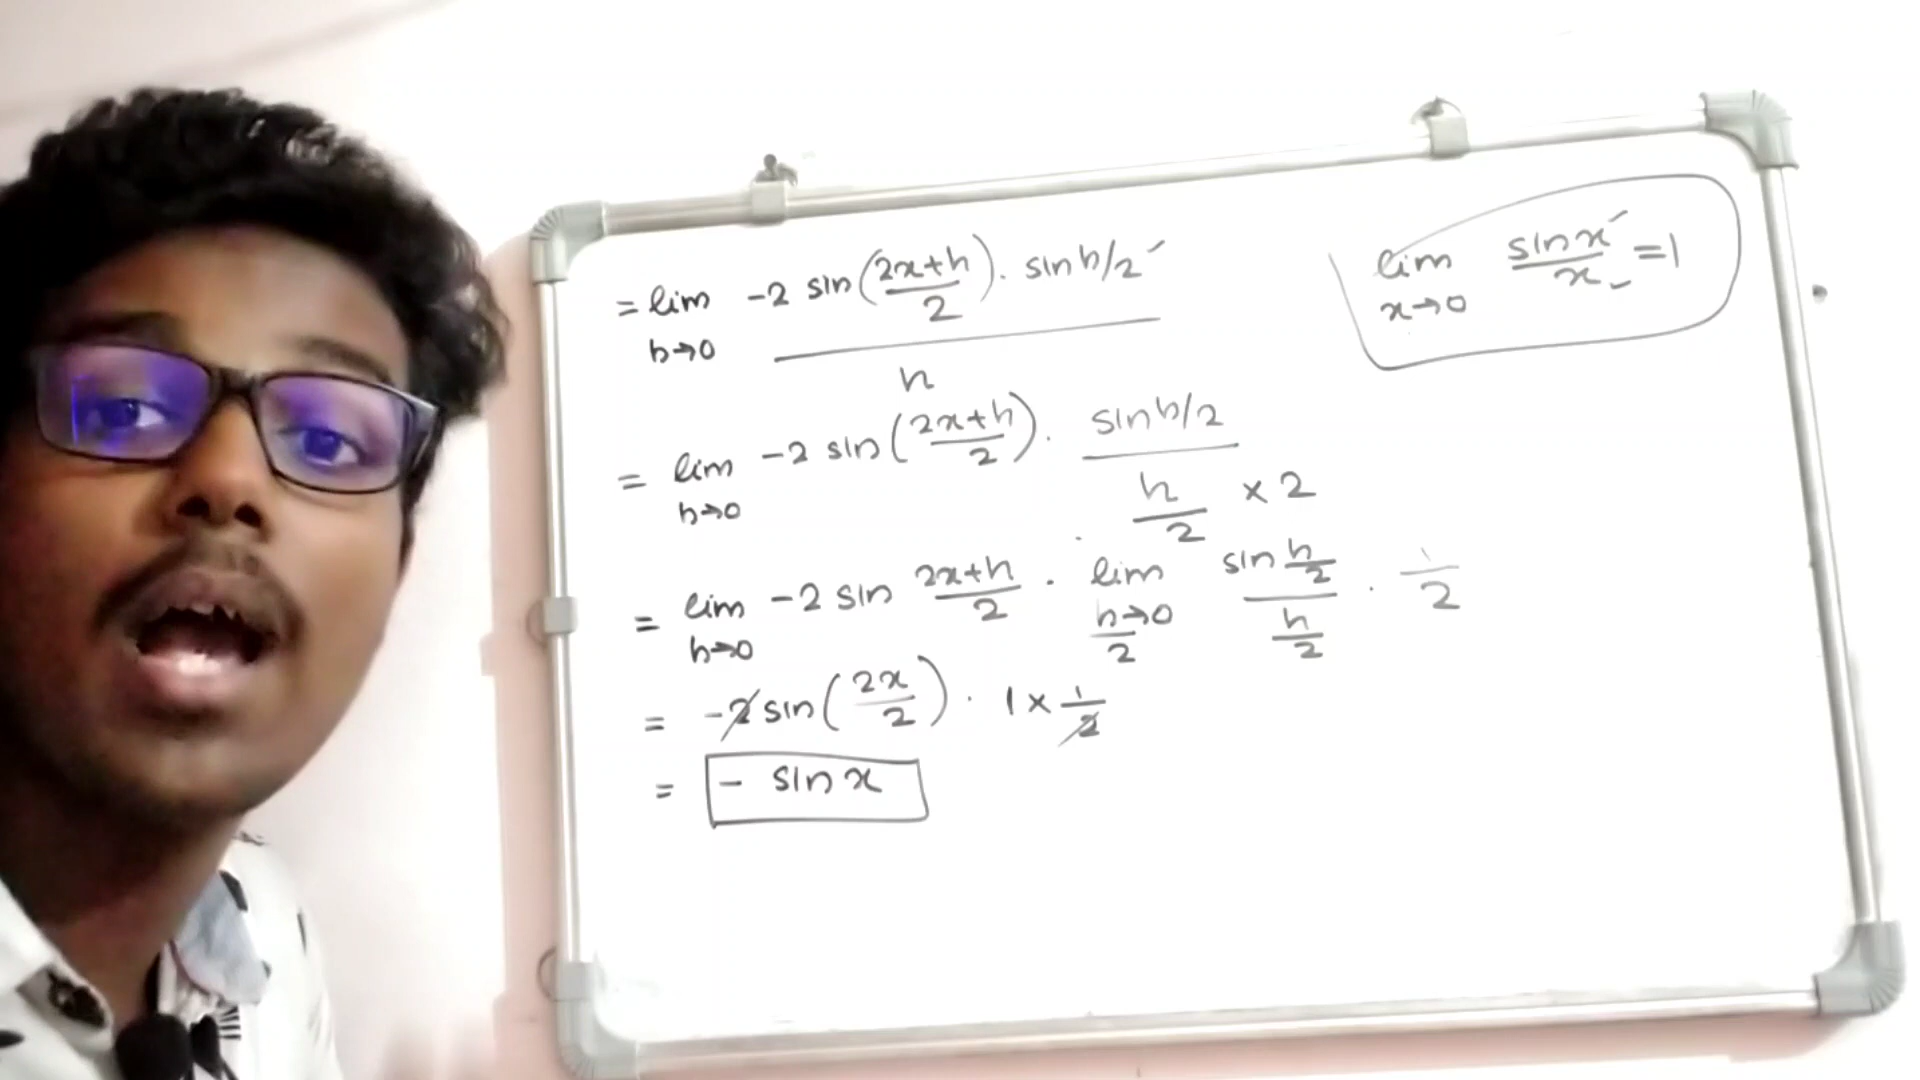 = lim -2 sin(2x+h/2) . sin h/2
h→0
h
lim sin x/x = 1
x→0
= lim -2 sin(2x+h/2) . sin h/2
h→0 h/2 × 2
= lim -2 sin 2x+h/2 . lim sin h/2 / h/2 . 1/2
h→0 h/2→0
= -2 sin(2x/2) . 1 × 1/2
= - sin x